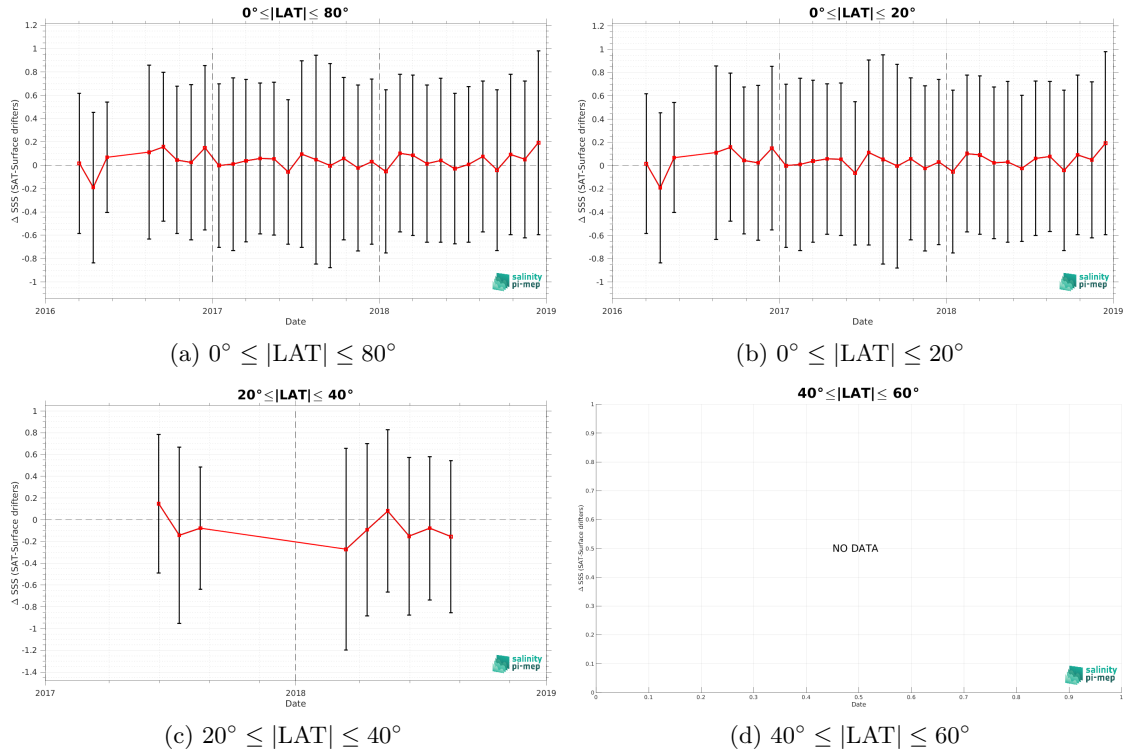 0°≤|LAT|≤ 80°
1.2
1
0.8
0.6
0.4
0.2
0
-0.2
-0.4
-0.6
-0.8
-1
Δ SSS (SAT-Surface drifters)
2016 2017 2018 2019
Date
salinity
pi-mep
(a) 0° ≤ |LAT| ≤ 80°
0°≤|LAT|≤ 20°
1.2
1
0.8
0.6
0.4
0.2
0
-0.2
-0.4
-0.6
-0.8
-1
Δ SSS (SAT-Surface drifters)
2016 2017 2018 2019
Date
salinity
pi-mep
(b) 0° ≤ |LAT| ≤ 20°
20°≤|LAT|≤ 40°
1
0.8
0.6
0.4
0.2
0
-0.2
-0.4
-0.6
-0.8
-1
-1.2
-1.4
Δ SSS (SAT-Surface drifters)
2017 2018 2019
Date
salinity
pi-mep
(c) 20° ≤ |LAT| ≤ 40°
40°≤|LAT|≤ 60°
1
0.9
0.8
0.7
0.6
0.5
0.4
0.3
0.2
0.1
0
Δ SSS (SAT-Surface drifters)
NO DATA
0 0.1 0.2 0.3 0.4 0.5 0.6 0.7 0.8 0.9 1
Date
salinity
pi-mep
(d) 40° ≤ |LAT| ≤ 60°